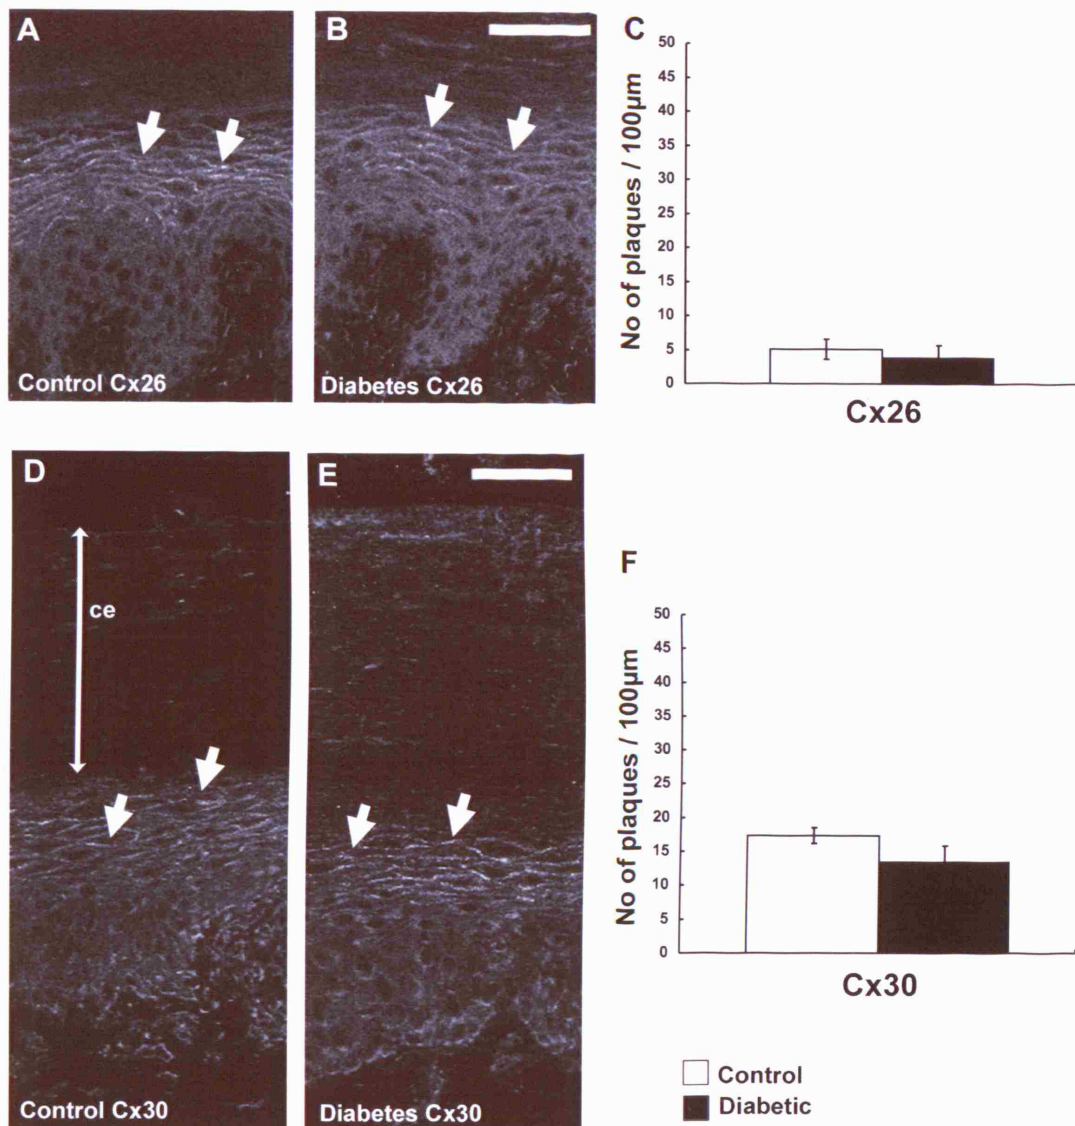 A
Control Cx26
B
Diabetes Cx26
C
No of plaques / 100µm
50
45
40
35
30
25
20
15
10
5
0
Cx26
D
ce
Control Cx30
E
Diabetes Cx30
F
No of plaques / 100µm
50
45
40
35
30
25
20
15
10
5
0
Cx30
Control
Diabetic